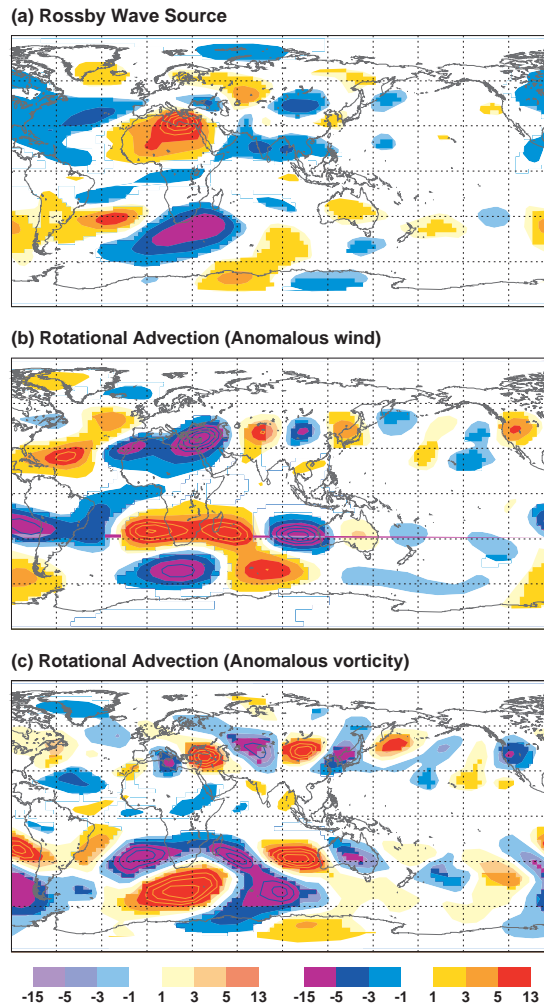 (a) Rossby Wave Source
(b) Rotational Advection (Anomalous wind)
(c) Rotational Advection (Anomalous vorticity)
-15 -5 -3 -1 1 3 5 13 -15 -5 -3 -1 1 3 5 13